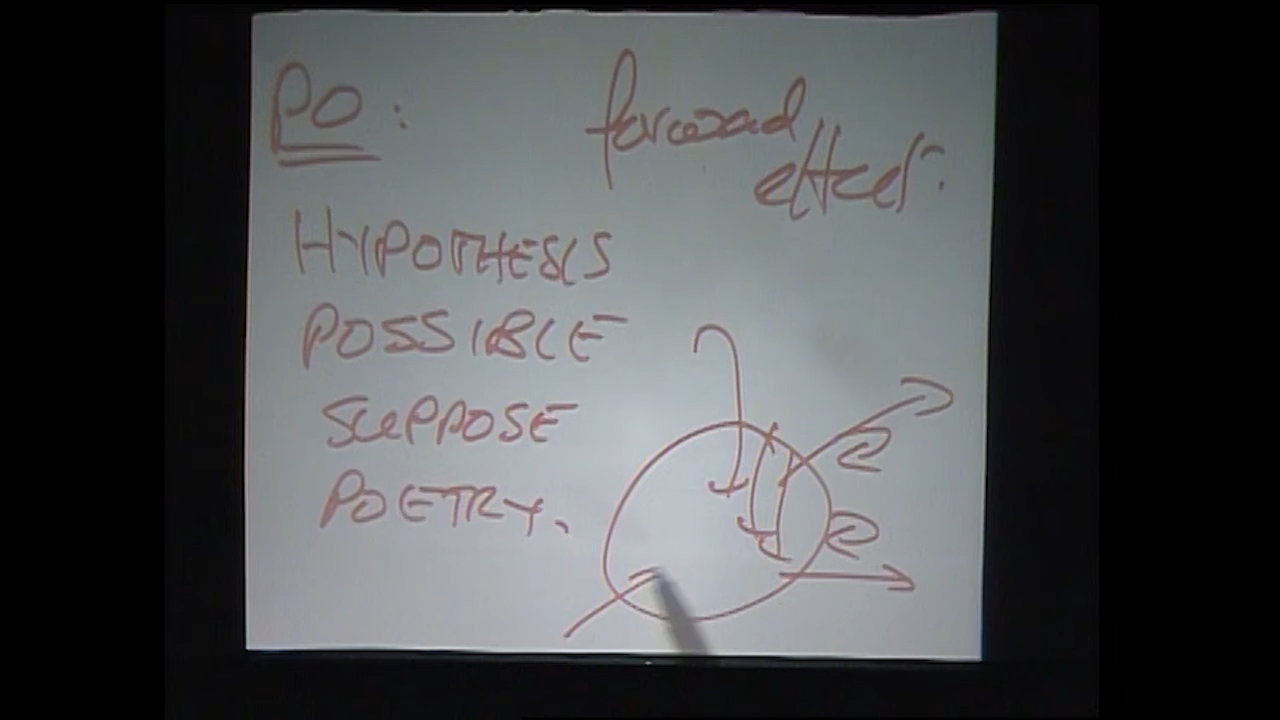 PO:
forward
effect:
HYPOTHESIS
POSSIBLE
SUPPOSE
POETRY.